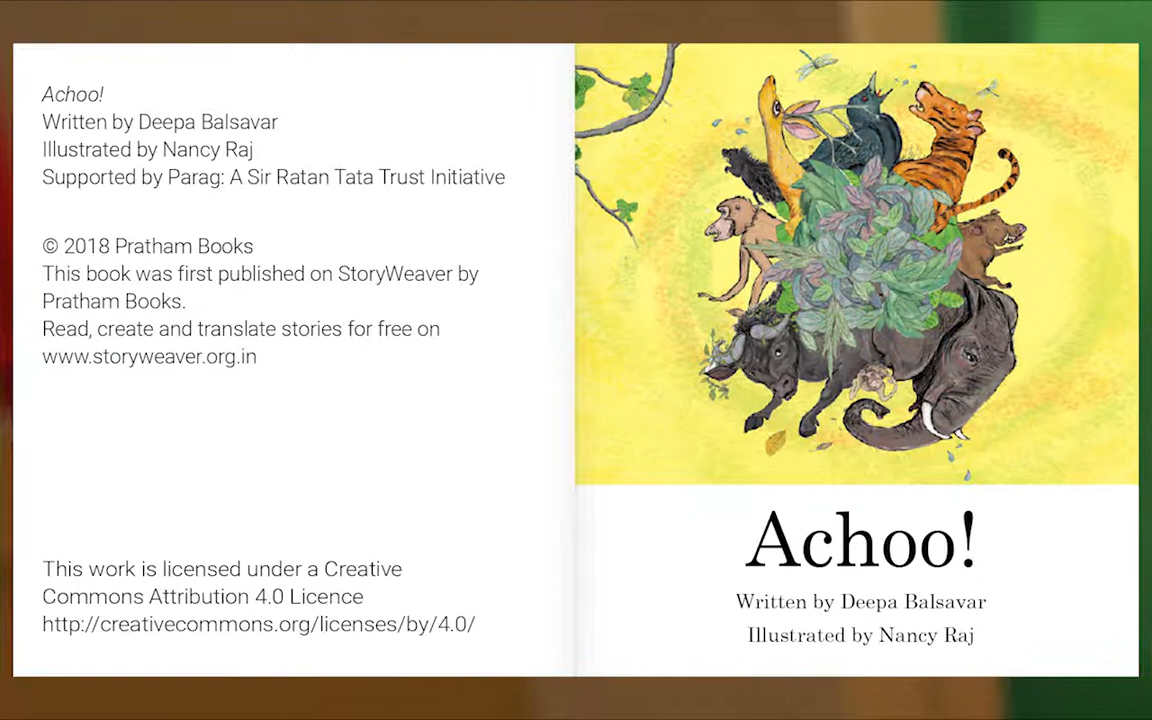 Achoo!
Written by Deepa Balsavar
Illustrated by Nancy Raj
Supported by Parag: A Sir Ratan Tata Trust Initiative
© 2018 Pratham Books
This book was first published on StoryWeaver by
Pratham Books.
Read, create and translate stories for free on
www.storyweaver.org.in
This work is licensed under a Creative
Commons Attribution 4.0 Licence
http://creativecommons.org/licenses/by/4.0/
Achoo!
Written by Deepa Balsavar
Illustrated by Nancy Raj